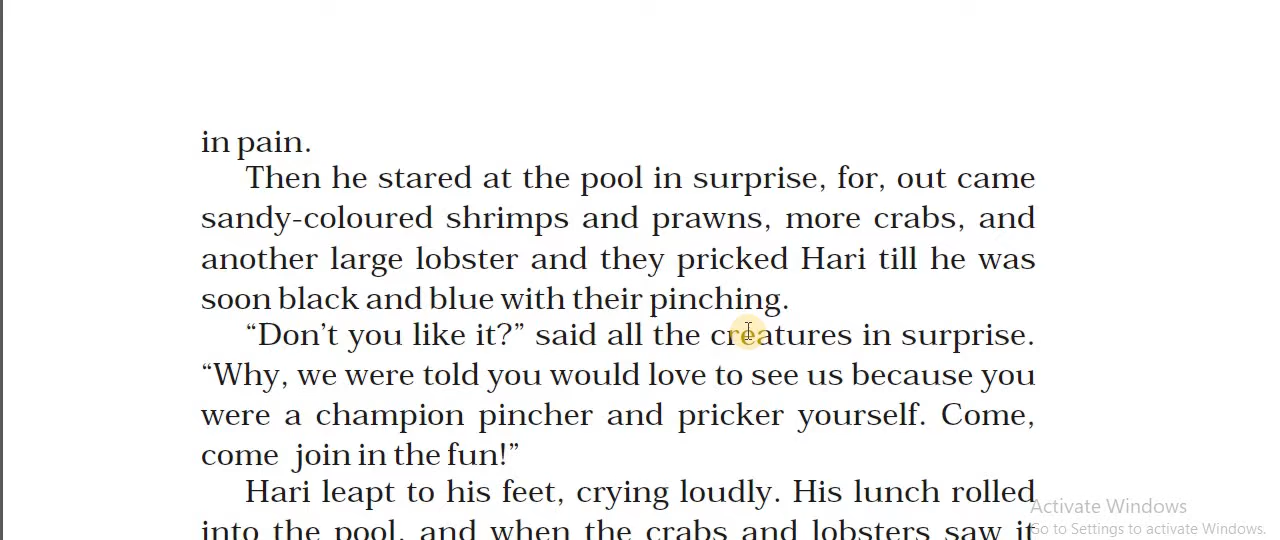 in pain.
Then he stared at the pool in surprise, for, out came
sandy-coloured shrimps and prawns, more crabs, and
another large lobster and they pricked Hari till he was
soon black and blue with their pinching.
“Don’t you like it?” said all the creatures in surprise.
“Why, we were told you would love to see us because you
were a champion pincher and pricker yourself. Come,
come join in the fun!”
Hari leapt to his feet, crying loudly. His lunch rolled
into the pool, and when the crabs and lobsters saw it
Activate Windows
Go to Settings to activate Windows.